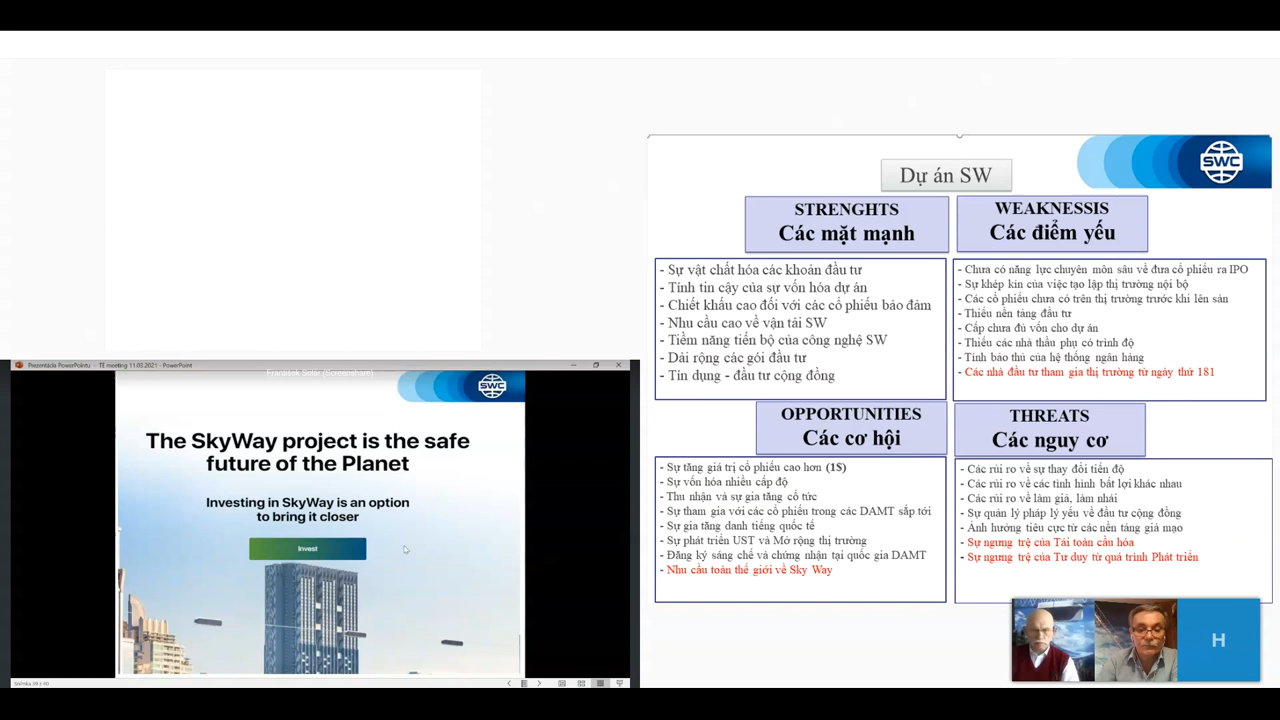 Prezentácia PowerPointu - TE meeting 11.03.2021 - PowerPoint
František Solár (Screenshare)
SWC
The SkyWay project is the safe
future of the Planet
Investing in SkyWay is an option
to bring it closer
Invest
SWC
Dự án SW
STRENGHTS
Các mặt mạnh
- Sự vật chất hóa các khoản đầu tư
- Tính tin cậy của sự vốn hóa dự án
- Chiết khấu cao đối với các cổ phiếu bảo đảm
- Nhu cầu cao về vận tải SW
- Tiềm năng tiến bộ của công nghệ SW
- Dải rộng các gói đầu tư
- Tín dụng - đầu tư cộng đồng
WEAKNESSIS
Các điểm yếu
- Chưa có năng lực chuyên môn sâu về đưa cổ phiếu ra IPO
- Sự khép kín của việc tạo lập thị trường nội bộ
- Các cổ phiếu chưa có trên thị trường trước khi lên sàn
- Thiếu nền tảng đầu tư
- Cấp chưa đủ vốn cho dự án
- Thiếu các nhà thầu phụ có trình độ
- Tính bảo thủ của hệ thống ngân hàng
- Các nhà đầu tư tham gia thị trường từ ngày thứ 181
OPPORTUNITIES
Các cơ hội
- Sự tăng giá trị cổ phiếu cao hơn (1$)
- Sự vốn hóa nhiều cấp độ
- Thu nhận và sự gia tăng cổ tức
- Sự tham gia với các cổ phiếu trong các DAMT sắp tới
- Sự gia tăng danh tiếng quốc tế
- Sự phát triển UST và Mở rộng thị trường
- Đăng ký sáng chế và chứng nhận tại quốc gia DAMT
- Nhu cầu toàn thế giới về Sky Way
THREATS
Các nguy cơ
- Các rủi ro về sự thay đổi tiến độ
- Các rủi ro về các tình hình bất lợi khác nhau
- Các rủi ro về làm giả, làm nhái
- Sự quản lý pháp lý yếu về đầu tư cộng đồng
- Ảnh hưởng tiêu cực từ các nền tảng giả mạo
- Sự ngưng trệ của Tái toàn cầu hóa
- Sự ngưng trệ của Tư duy từ quá trình Phát triển
H